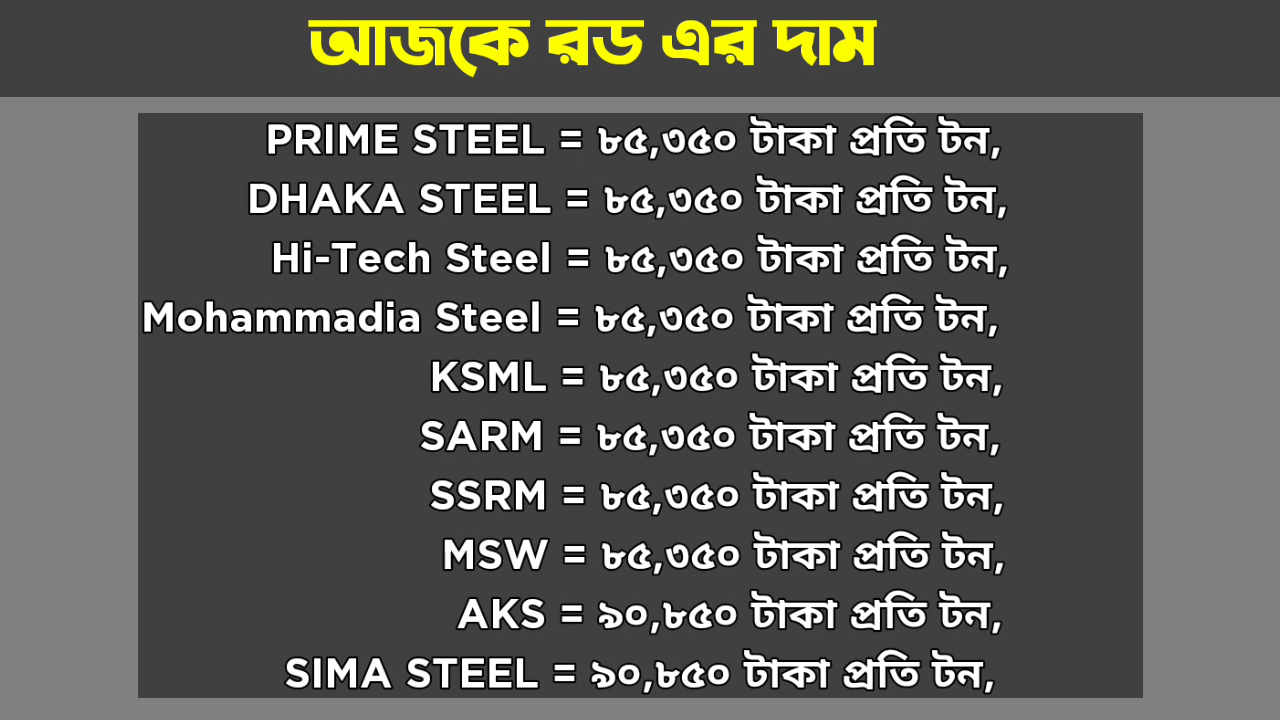 আজকে রড এর দাম
PRIME STEEL = ৮৫,৩৫০ টাকা প্রতি টন,
DHAKA STEEL = ৮৫,৩৫০ টাকা প্রতি টন,
Hi-Tech Steel = ৮৫,৩৫০ টাকা প্রতি টন,
Mohammadia Steel = ৮৫,৩৫০ টাকা প্রতি টন,
KSML = ৮৫,৩৫০ টাকা প্রতি টন,
SARM = ৮৫,৩৫০ টাকা প্রতি টন,
SSRM = ৮৫,৩৫০ টাকা প্রতি টন,
MSW = ৮৫,৩৫০ টাকা প্রতি টন,
AKS = ৯০,৮৫০ টাকা প্রতি টন,
SIMA STEEL = ৯০,৮৫০ টাকা প্রতি টন,